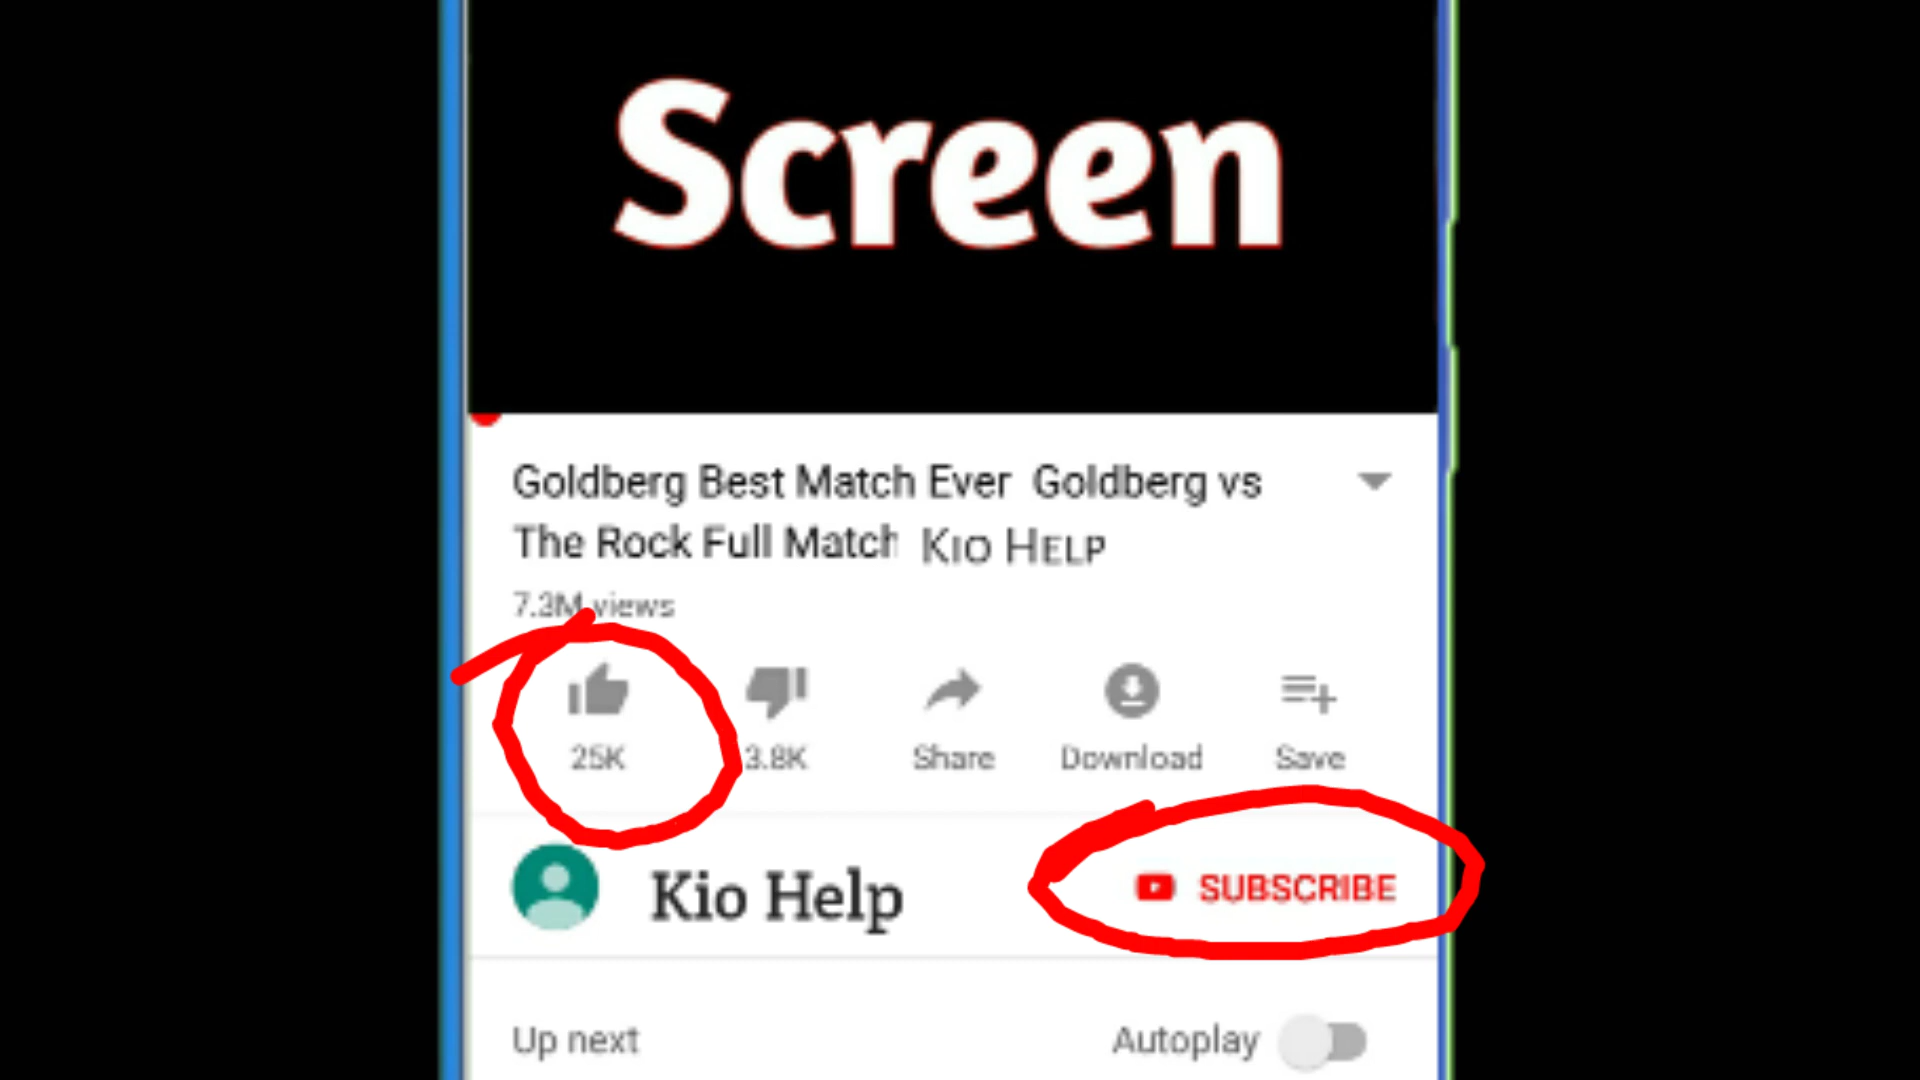 Screen
Goldberg Best Match Ever Goldberg vs
The Rock Full Match Kio Help
7.3M views
25K 3.8K Share Download Save
Kio Help SUBSCRIBE
Up next Autoplay